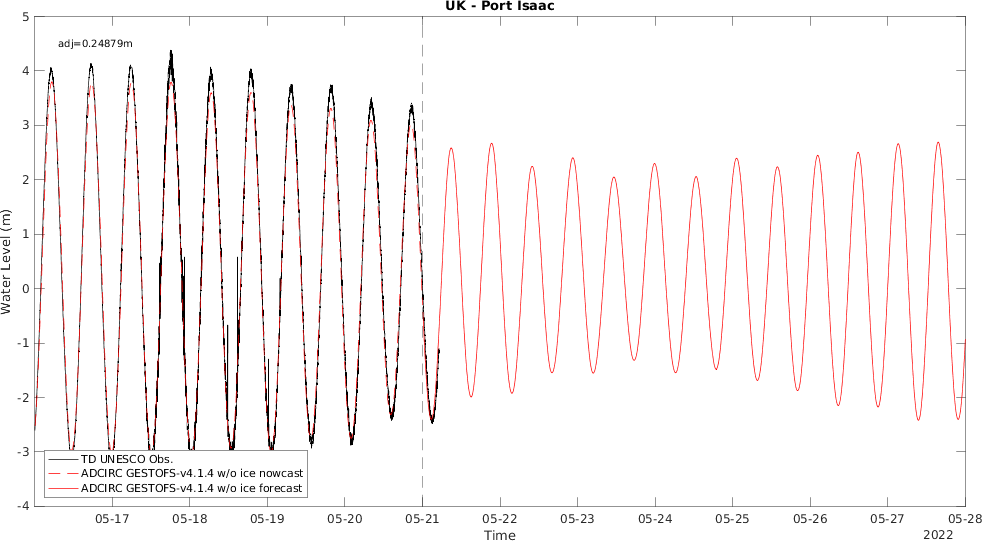 UK - Port Isaac
adj=0.24879m
5
4
3
2
1
0
-1
-2
-3
-4
Water Level (m)
TD UNESCO Obs.
ADCIRC GESTOFS-v4.1.4 w/o ice nowcast
ADCIRC GESTOFS-v4.1.4 w/o ice forecast
05-17 05-18 05-19 05-20 05-21 05-22 05-23 05-24 05-25 05-26 05-27 05-28
Time
2022